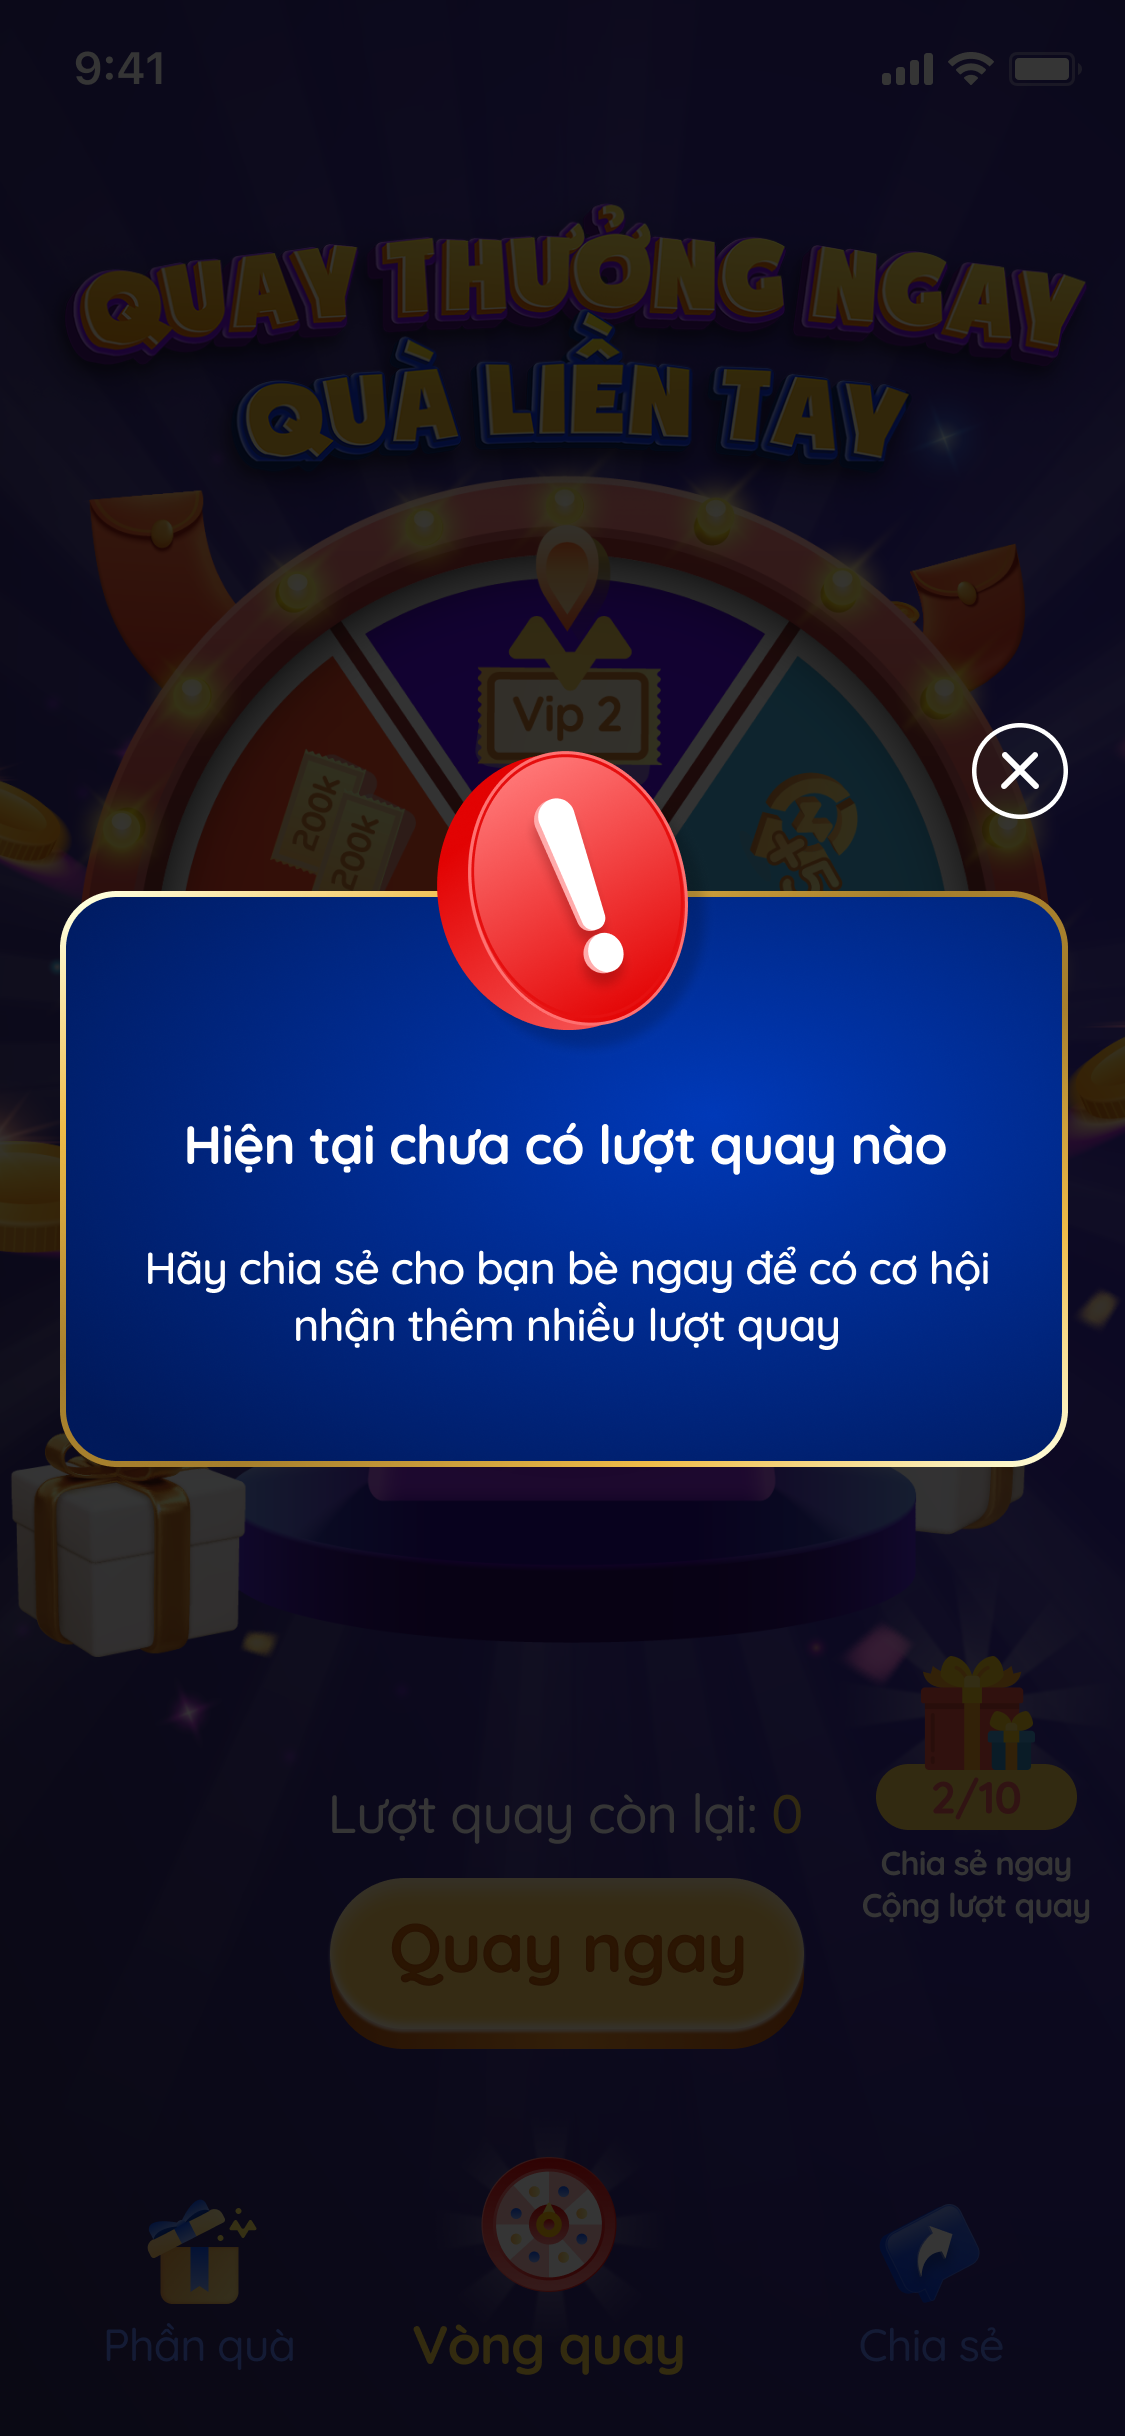 9:41
QUAY THƯỞNG NGAY
QUÀ LIỀN TAY
Vip 2
200k
200k
X5
Hiện tại chưa có lượt quay nào
Hãy chia sẻ cho bạn bè ngay để có cơ hội
nhận thêm nhiều lượt quay
Lượt quay còn lại: 0
2/10
Chia sẻ ngay
Cộng lượt quay
Quay ngay
Phần quà
Vòng quay
Chia sẻ